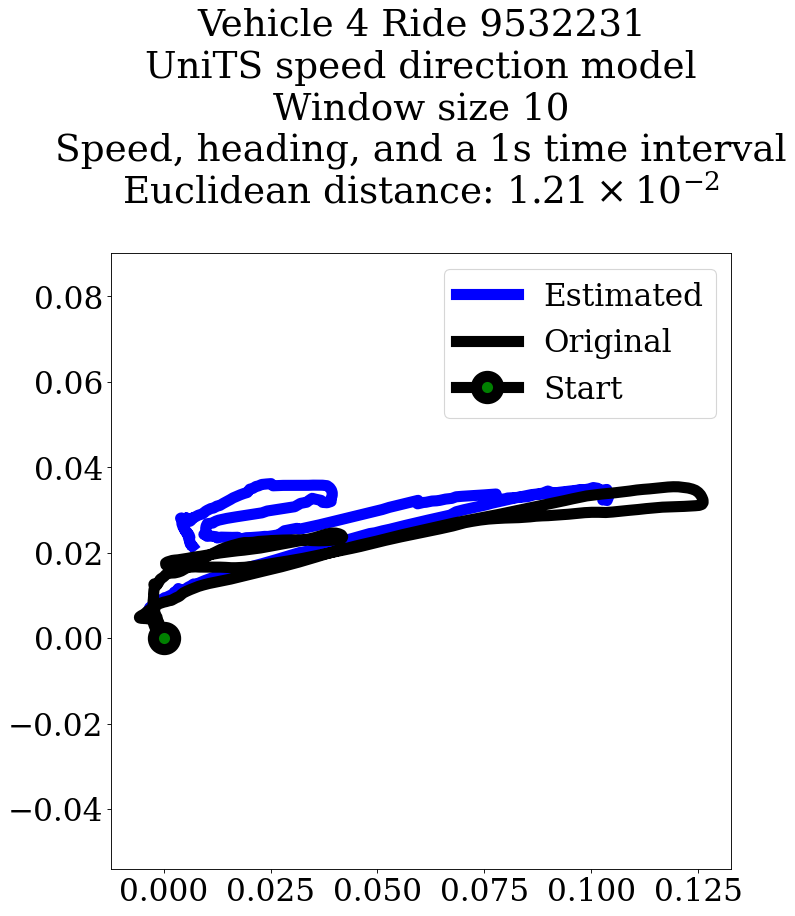 Vehicle 4 Ride 9532231
UniTS speed direction model
Window size 10
Speed, heading, and a 1s time interval
Euclidean distance: 1.21 × 10⁻²
Estimated
Original
Start
0.08
0.06
0.04
0.02
0.00
−0.02
−0.04
0.000 0.025 0.050 0.075 0.100 0.125